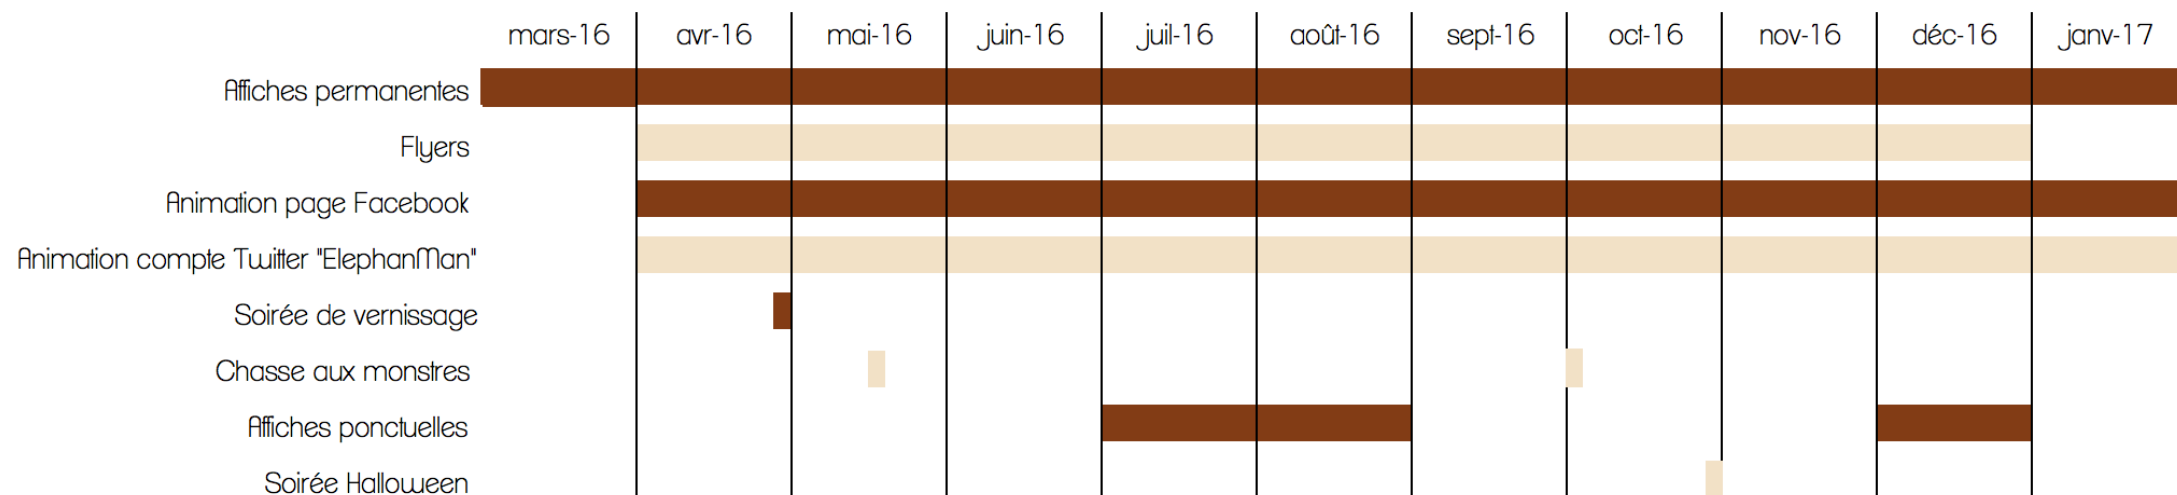 mars-16 avr-16 mai-16 juin-16 juil-16 août-16 sept-16 oct-16 nov-16 déc-16 janv-17
Affiches permanentes
Flyers
Animation page Facebook
Animation compte Twitter "ElephanMan"
Soirée de vernissage
Chasse aux monstres
Affiches ponctuelles
Soirée Halloween